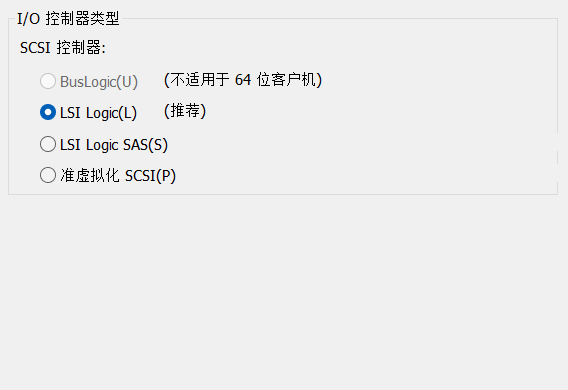 I/O 控制器类型
SCSI 控制器:
BusLogic(U) (不适用于 64 位客户机)
LSI Logic(L) (推荐)
LSI Logic SAS(S)
准虚拟化 SCSI(P)